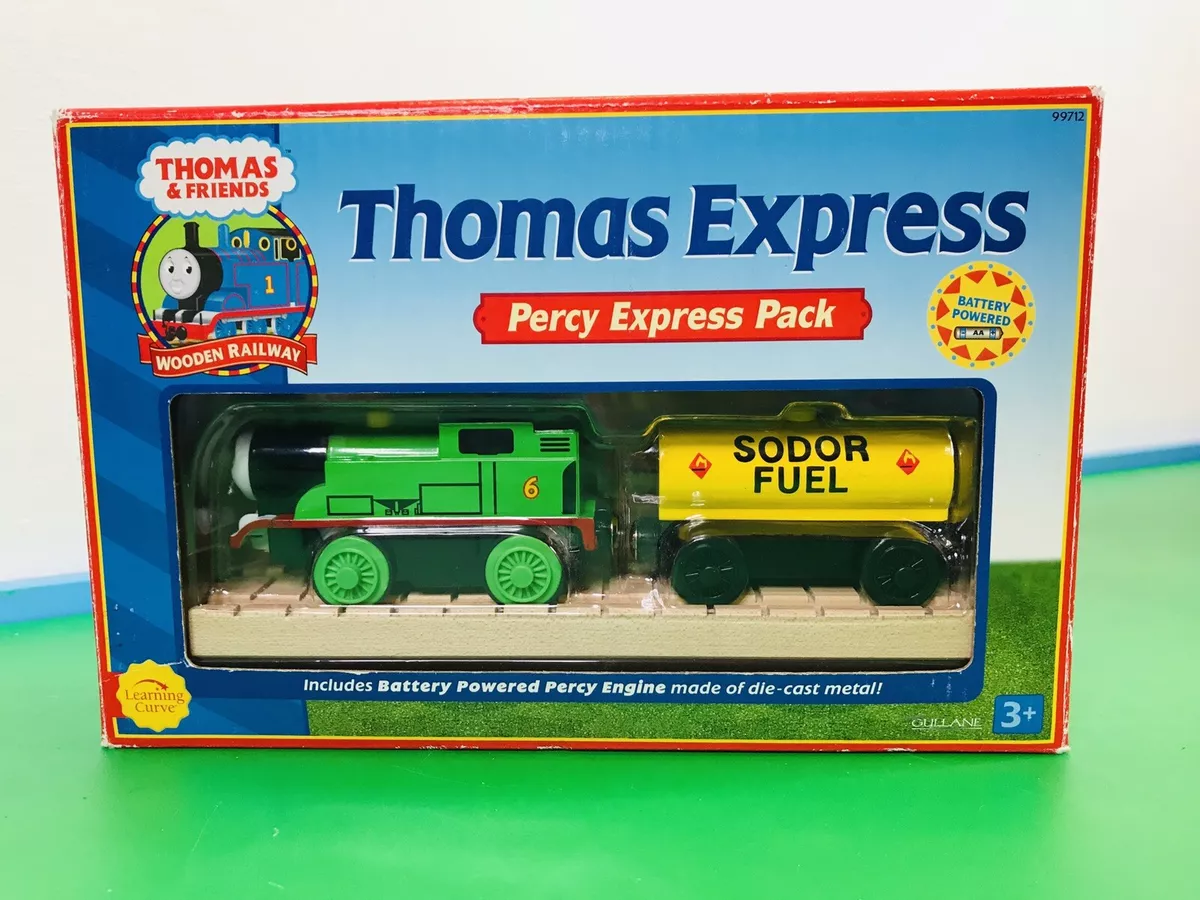 99712
THOMAS
& FRIENDS
™
1
WOODEN RAILWAY
Thomas Express
Percy Express Pack
BATTERY
POWERED
AA
6
SODOR
FUEL
Includes Battery Powered Percy Engine made of die-cast metal!
Learning
Curve
GULLANE
3+